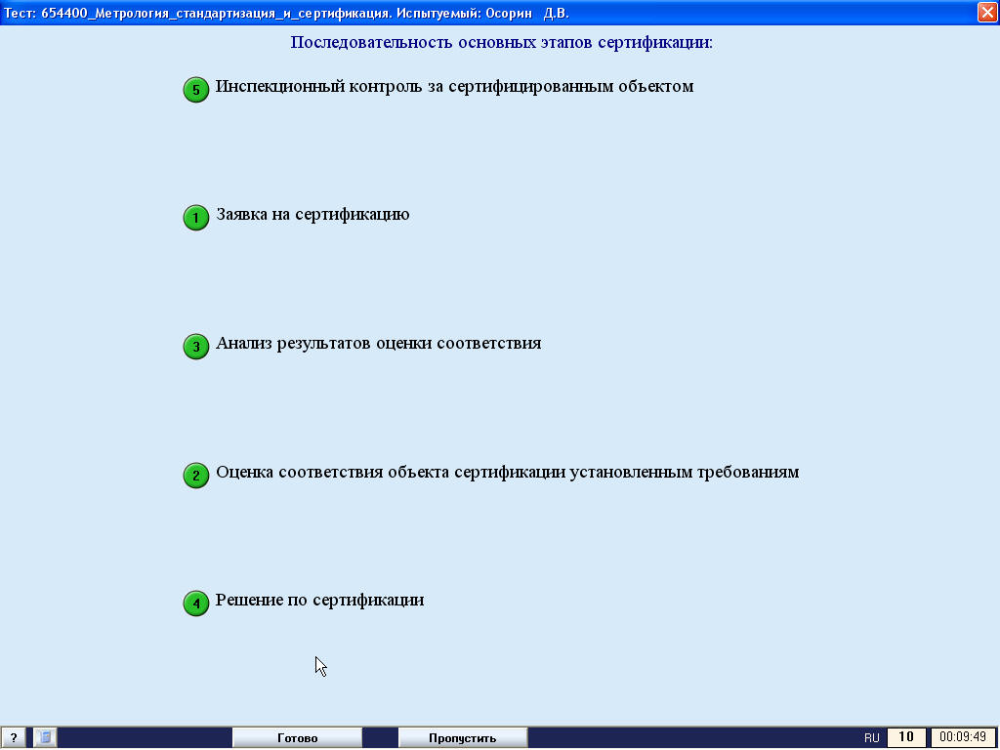 Тест: 654400_Метрология_стандартизация_и_сертификация. Испытуемый: Осорин Д.В.
Последовательность основных этапов сертификации:
5 Инспекционный контроль за сертифицированным объектом
1 Заявка на сертификацию
3 Анализ результатов оценки соответствия
2 Оценка соответствия объекта сертификации установленным требованиям
4 Решение по сертификации
? Готово Пропустить RU 10 00:09:49